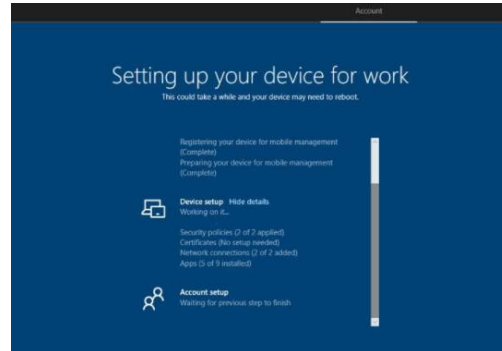 Account
Setting up your device for work
This could take a while and your device may need to reboot.
Registering your device for mobile management
(Complete)
Preparing your device for mobile management
(Complete)
Device setup Hide details
Working on it...
Security policies (2 of 2 applied)
Certificates (No setup needed)
Network connections (2 of 2 added)
Apps (5 of 9 installed)
Account setup
Waiting for previous step to finish